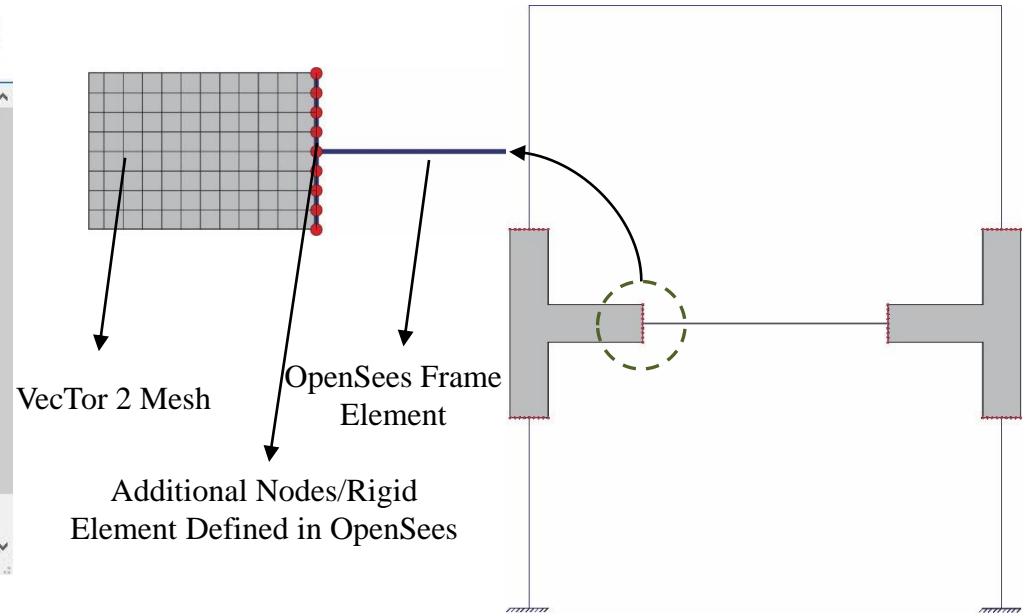 VecTor 2 Mesh
OpenSees Frame
Element
Additional Nodes/Rigid
Element Defined in OpenSees